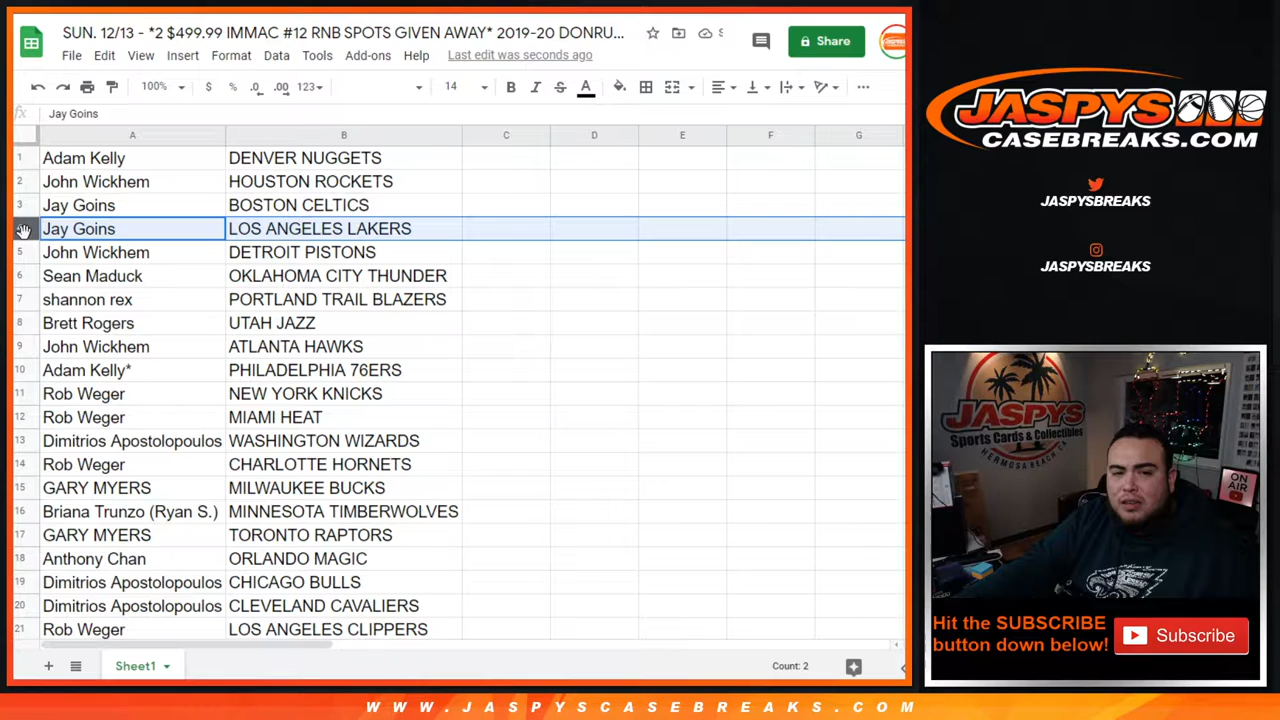 SUN. 12/13 - *2 $499.99 IMMAC #12 RNB SPOTS GIVEN AWAY* 2019-20 DONRU...
File Edit View Insert Format Data Tools Add-ons Help Last edit was seconds ago
Share
100% $ % .0 .00 123 14 B I S A
fx Jay Goins
A B C D E F G
1 Adam Kelly DENVER NUGGETS
2 John Wickhem HOUSTON ROCKETS
3 Jay Goins BOSTON CELTICS
Jay Goins LOS ANGELES LAKERS
5 John Wickhem DETROIT PISTONS
6 Sean Maduck OKLAHOMA CITY THUNDER
7 shannon rex PORTLAND TRAIL BLAZERS
8 Brett Rogers UTAH JAZZ
9 John Wickhem ATLANTA HAWKS
10 Adam Kelly* PHILADELPHIA 76ERS
11 Rob Weger NEW YORK KNICKS
12 Rob Weger MIAMI HEAT
13 Dimitrios Apostolopoulos WASHINGTON WIZARDS
14 Rob Weger CHARLOTTE HORNETS
15 GARY MYERS MILWAUKEE BUCKS
16 Briana Trunzo (Ryan S.) MINNESOTA TIMBERWOLVES
17 GARY MYERS TORONTO RAPTORS
18 Anthony Chan ORLANDO MAGIC
19 Dimitrios Apostolopoulos CHICAGO BULLS
20 Dimitrios Apostolopoulos CLEVELAND CAVALIERS
21 Rob Weger LOS ANGELES CLIPPERS
Sheet1
Count: 2
JASPYS
CASEBREAKS.COM
JASPYSBREAKS
JASPYSBREAKS
JASPYS
Sports Cards & Collectibles
HERMOSA BEACH, CA
ON
AIR
Hit the SUBSCRIBE
button down below!
Subscribe
WWW.JASPYSCASEBREAKS.COM